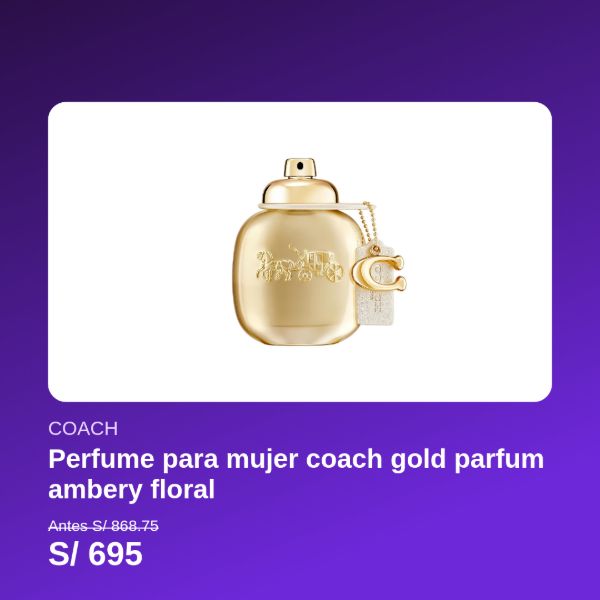 COACH
Perfume para mujer coach gold parfum
ambery floral
Antes S/ 868.75
S/ 695